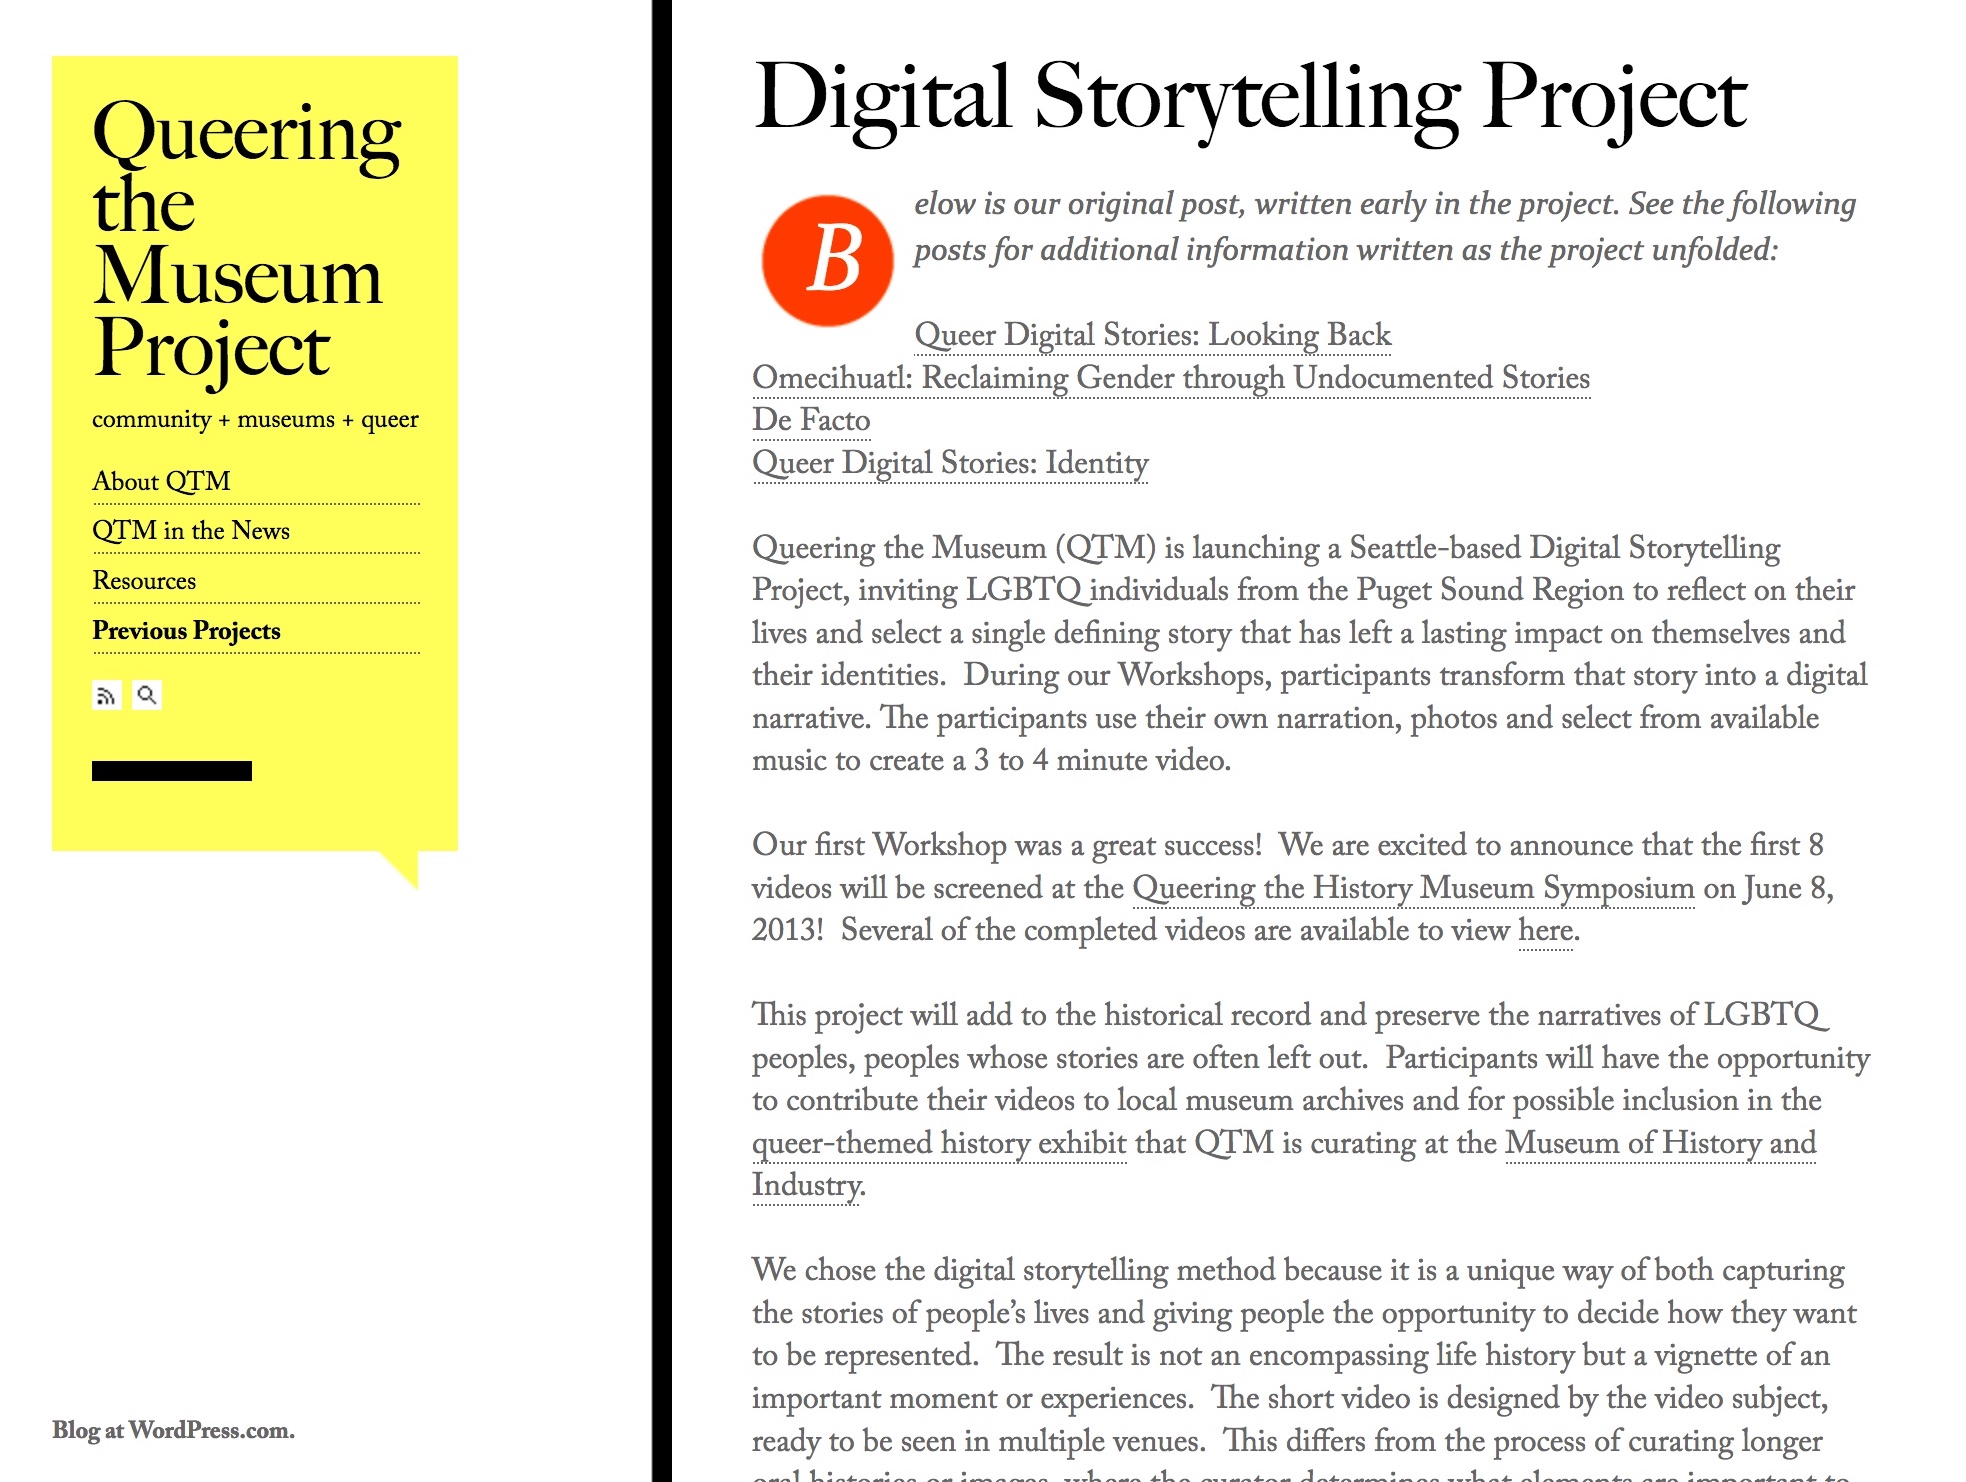 Queering
the
Museum
Project
community + museums + queer
About QTM
QTM in the News
Resources
Previous Projects
Blog at WordPress.com.
Digital Storytelling Project
Below is our original post, written early in the project. See the following
posts for additional information written as the project unfolded:
Queer Digital Stories: Looking Back
Omecihuatl: Reclaiming Gender through Undocumented Stories
De Facto
Queer Digital Stories: Identity
Queering the Museum (QTM) is launching a Seattle-based Digital Storytelling
Project, inviting LGBTQ individuals from the Puget Sound Region to reflect on their
lives and select a single defining story that has left a lasting impact on themselves and
their identities.  During our Workshops, participants transform that story into a digital
narrative. The participants use their own narration, photos and select from available
music to create a 3 to 4 minute video.
Our first Workshop was a great success!  We are excited to announce that the first 8
videos will be screened at the Queering the History Museum Symposium on June 8,
2013!  Several of the completed videos are available to view here.
This project will add to the historical record and preserve the narratives of LGBTQ
peoples, peoples whose stories are often left out.  Participants will have the opportunity
to contribute their videos to local museum archives and for possible inclusion in the
queer-themed history exhibit that QTM is curating at the Museum of History and
Industry.
We chose the digital storytelling method because it is a unique way of both capturing
the stories of people’s lives and giving people the opportunity to decide how they want
to be represented.  The result is not an encompassing life history but a vignette of an
important moment or experiences.  The short video is designed by the video subject,
ready to be seen in multiple venues.  This differs from the process of curating longer
oral histories or images, where the curator determines what elements are important to